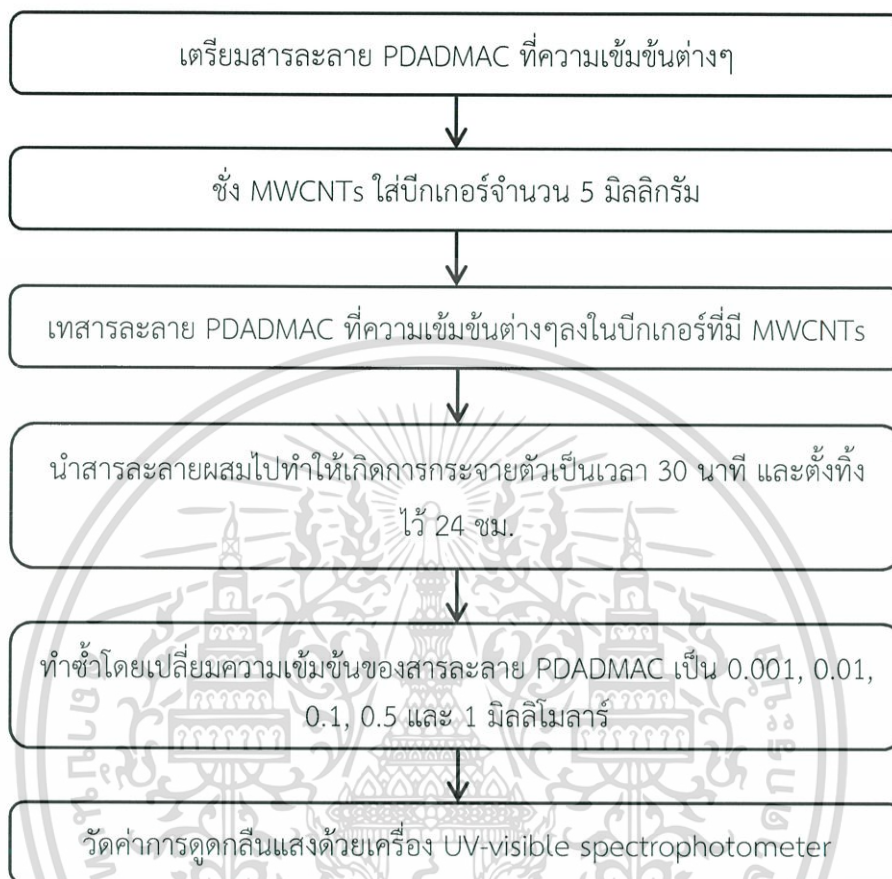 เตรียมสารละลาย PDADMAC ที่ความเข้มข้นต่างๆ
ชั่ง MWCNTs ใส่บีกเกอร์จำนวน 5 มิลลิกรัม
เทสารละลาย PDADMAC ที่ความเข้มข้นต่างๆลงในบีกเกอร์ที่มี MWCNTs
นำสารละลายผสมไปทำให้เกิดการกระจายตัวเป็นเวลา 30 นาที และตั้งทิ้ง
ไว้ 24 ชม.
ทำซ้ำโดยเปลี่ยนความเข้มข้นของสารละลาย PDADMAC เป็น 0.001, 0.01,
0.1, 0.5 และ 1 มิลลิโมลาร์
วัดค่าการดูดกลืนแสงด้วยเครื่อง UV-visible spectrophotometer